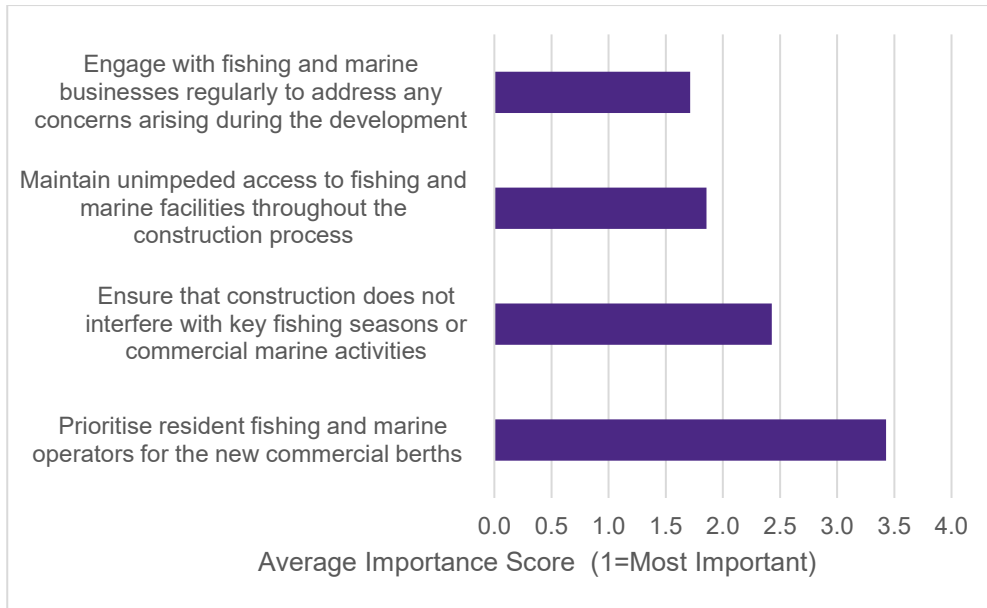 Engage with fishing and marine
businesses regularly to address any
concerns arising during the development
Maintain unimpeded access to fishing and
marine facilities throughout the
construction process
Ensure that construction does not
interfere with key fishing seasons or
commercial marine activities
Prioritise resident fishing and marine
operators for the new commercial berths
0.0 0.5 1.0 1.5 2.0 2.5 3.0 3.5 4.0
Average Importance Score (1=Most Important)